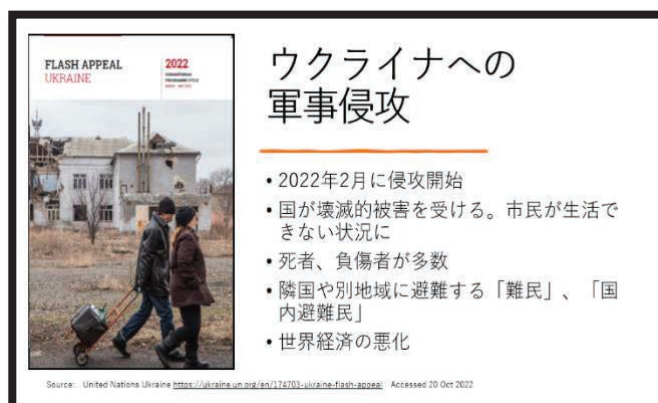 FLASH APPEAL
UKRAINE
2022
HUMANITARIAN
PROGRAMME CYCLE
ウクライナへの
軍事侵攻
• 2022年2月に侵攻開始
• 国が壊滅的被害を受ける。市民が生活で
きない状況に
• 死者、負傷者が多数
• 隣国や別地域に避難する「難民」、「国
内避難民」
• 世界経済の悪化
Source: United Nations Ukraine https://ukraine.un.org/en/174703-ukraine-flash-appeal Accessed 20 Oct 2022